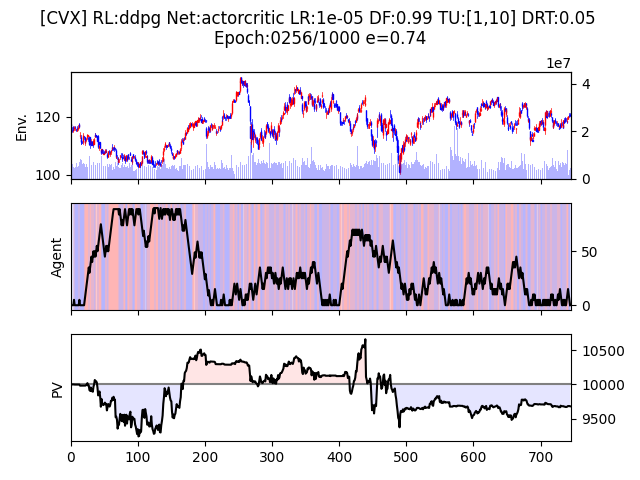 [CVX] RL:ddpg Net:actorcritic LR:1e-05 DF:0.99 TU:[1,10] DRT:0.05
Epoch:0256/1000 e=0.74
1e7
Env.
120
100
4
2
0
Agent
50
0
PV
10500
10000
9500
0 100 200 300 400 500 600 700